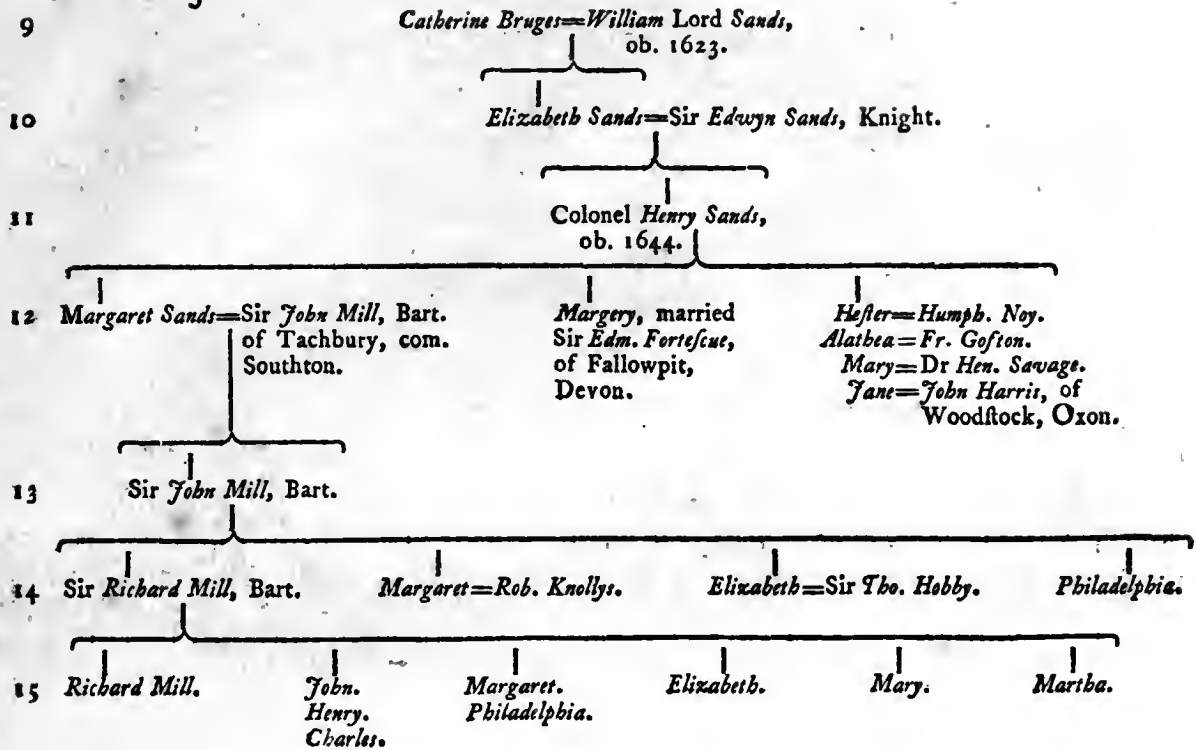 9 Catherine Bruges=William Lord Sands,
ob. 1623.
10 Elizabeth Sands=Sir Edwyn Sands, Knight.
11 Colonel Henry Sands,
ob. 1644.
12 Margaret Sands=Sir John Mill, Bart. Margery, married Heſter=Humph. Noy.
of Tachbury, com. Sir Edm. Forteſcue, Alathea=Fr. Goſton.
Southton. of Fallowpit, Mary=Dr Hen. Savage.
Devon. Jane=John Harris, of
Woodſtock, Oxon.
13 Sir John Mill, Bart.
14 Sir Richard Mill, Bart. Margaret=Rob. Knollys. Elizabeth=Sir Tho. Hobby. Philadelphia.
15 Richard Mill. John. Margaret. Elizabeth. Mary. Martha.
Henry. Philadelphia.
Charles.